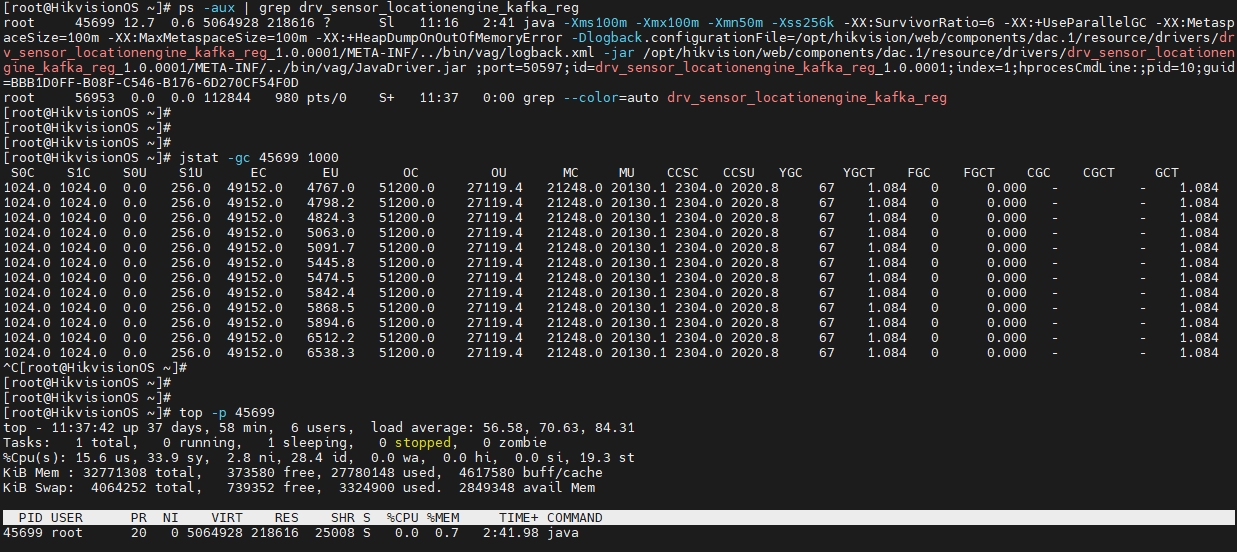 [root@HikvisionOS ~]# ps -aux | grep drv_sensor_locationengine_kafka_reg
root     45699 12.7  0.6 5064928 218616 ?      Sl   11:16   2:41 java -Xms100m -Xmx100m -Xmn50m -Xss256k -XX:SurvivorRatio=6 -XX:+UseParallelGC -XX:Metasp
aceSize=100m -XX:MaxMetaspaceSize=100m -XX:+HeapDumpOnOutOfMemoryError -Dlogback.configurationFile=/opt/hikvision/web/components/dac.1/resource/drivers/dr
v_sensor_locationengine_kafka_reg_1.0.0001/META-INF/../bin/vag/logback.xml -jar /opt/hikvision/web/components/dac.1/resource/drivers/drv_sensor_locationen
gine_kafka_reg_1.0.0001/META-INF/../bin/vag/JavaDriver.jar ;port=50597;id=drv_sensor_locationengine_kafka_reg_1.0.0001;index=1;hprocesCmdLine:;pid=10;guid
=BBB1D0FF-B08F-C546-B176-6D270CF54F0D
root     56953  0.0  0.0 112844   980 pts/0    S+   11:37   0:00 grep --color=auto drv_sensor_locationengine_kafka_reg
[root@HikvisionOS ~]#
[root@HikvisionOS ~]#
[root@HikvisionOS ~]#
[root@HikvisionOS ~]# jstat -gc 45699 1000
S0C    S1C    S0U    S1U      EC       EU        OC         OU       MC     MU    CCSC   CCSU   YGC     YGCT    FGC    FGCT    CGC    CGCT     GCT
1024.0 1024.0  0.0   256.0  49152.0   4767.0   51200.0    27119.4   21248.0 20130.1 2304.0 2020.8     67    1.084   0      0.000   -          -    1.084
1024.0 1024.0  0.0   256.0  49152.0   4798.2   51200.0    27119.4   21248.0 20130.1 2304.0 2020.8     67    1.084   0      0.000   -          -    1.084
1024.0 1024.0  0.0   256.0  49152.0   4824.3   51200.0    27119.4   21248.0 20130.1 2304.0 2020.8     67    1.084   0      0.000   -          -    1.084
1024.0 1024.0  0.0   256.0  49152.0   5063.0   51200.0    27119.4   21248.0 20130.1 2304.0 2020.8     67    1.084   0      0.000   -          -    1.084
1024.0 1024.0  0.0   256.0  49152.0   5091.7   51200.0    27119.4   21248.0 20130.1 2304.0 2020.8     67    1.084   0      0.000   -          -    1.084
1024.0 1024.0  0.0   256.0  49152.0   5445.8   51200.0    27119.4   21248.0 20130.1 2304.0 2020.8     67    1.084   0      0.000   -          -    1.084
1024.0 1024.0  0.0   256.0  49152.0   5474.5   51200.0    27119.4   21248.0 20130.1 2304.0 2020.8     67    1.084   0      0.000   -          -    1.084
1024.0 1024.0  0.0   256.0  49152.0   5842.4   51200.0    27119.4   21248.0 20130.1 2304.0 2020.8     67    1.084   0      0.000   -          -    1.084
1024.0 1024.0  0.0   256.0  49152.0   5868.5   51200.0    27119.4   21248.0 20130.1 2304.0 2020.8     67    1.084   0      0.000   -          -    1.084
1024.0 1024.0  0.0   256.0  49152.0   5894.6   51200.0    27119.4   21248.0 20130.1 2304.0 2020.8     67    1.084   0      0.000   -          -    1.084
1024.0 1024.0  0.0   256.0  49152.0   6512.2   51200.0    27119.4   21248.0 20130.1 2304.0 2020.8     67    1.084   0      0.000   -          -    1.084
1024.0 1024.0  0.0   256.0  49152.0   6538.3   51200.0    27119.4   21248.0 20130.1 2304.0 2020.8     67    1.084   0      0.000   -          -    1.084
^C[root@HikvisionOS ~]#
[root@HikvisionOS ~]#
[root@HikvisionOS ~]#
[root@HikvisionOS ~]# top -p 45699
top - 11:37:42 up 37 days, 58 min,  6 users,  load average: 56.58, 70.63, 84.31
Tasks:   1 total,   0 running,   1 sleeping,   0 stopped,   0 zombie
%Cpu(s): 15.6 us, 33.9 sy,  2.8 ni, 28.4 id,  0.0 wa,  0.0 hi,  0.0 si, 19.3 st
KiB Mem : 32771308 total,   373580 free, 27780148 used,  4617580 buff/cache
KiB Swap:  4064252 total,   739352 free,  3324900 used.  2849348 avail Mem
PID USER      PR  NI    VIRT    RES    SHR S  %CPU %MEM     TIME+ COMMAND
45699 root      20   0 5064928 218616  25008 S   0.0  0.7   2:41.98 java